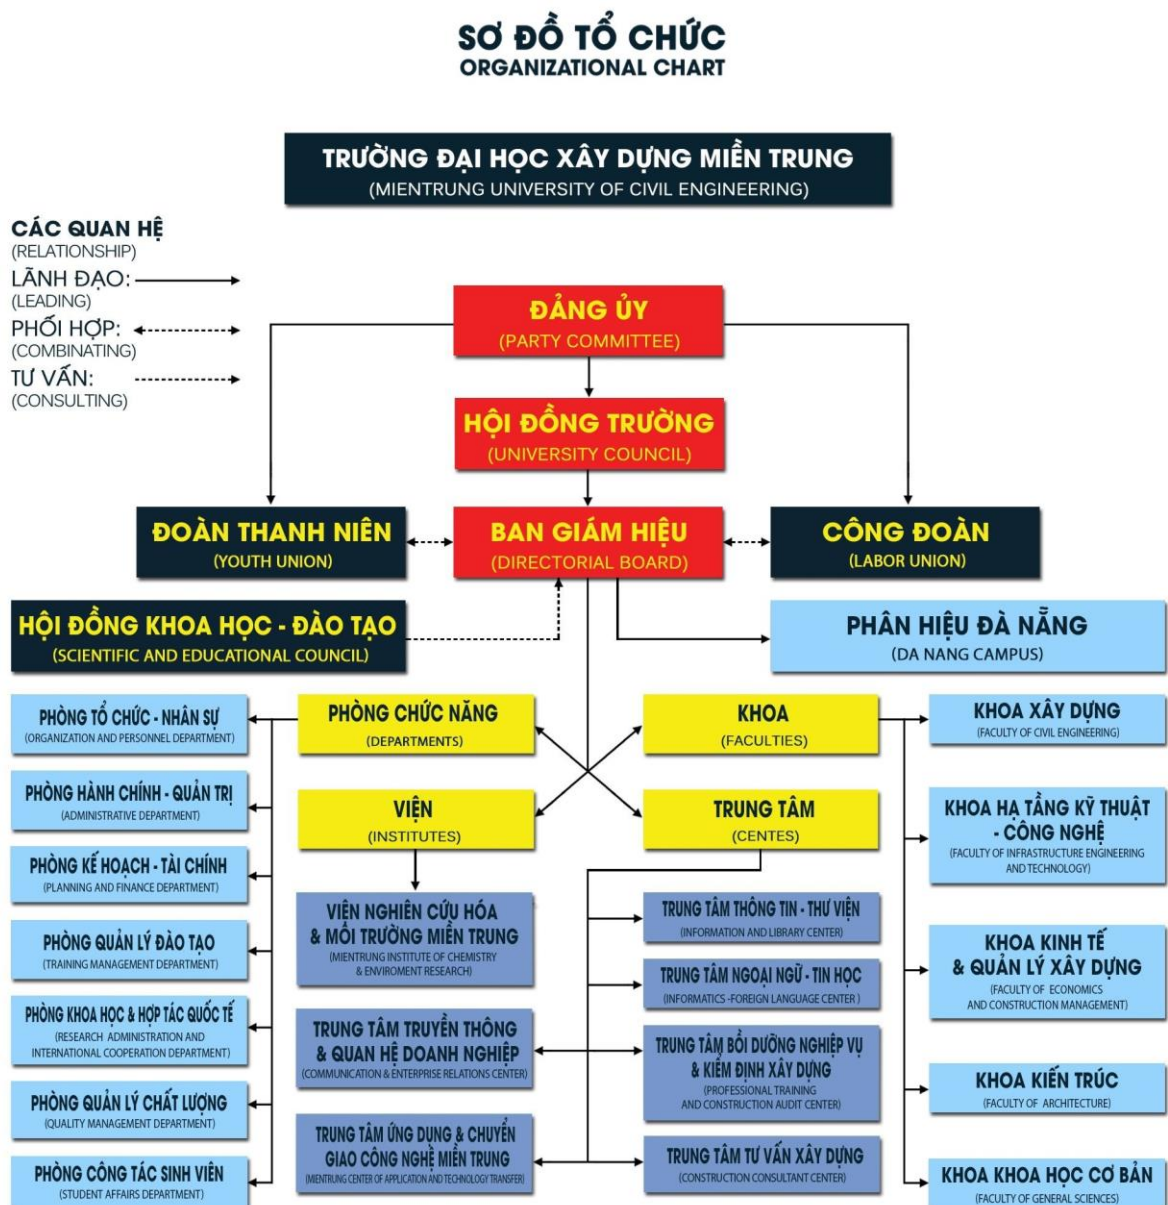 SƠ ĐỒ TỔ CHỨC
ORGANIZATIONAL CHART
TRƯỜNG ĐẠI HỌC XÂY DỰNG MIỀN TRUNG
(MIENTRUNG UNIVERSITY OF CIVIL ENGINEERING)
CÁC QUAN HỆ
(RELATIONSHIP)
LÃNH ĐẠO:
(LEADING)
PHỐI HỢP:
(COMBINATING)
TƯ VẤN:
(CONSULTING)
ĐẢNG ỦY
(PARTY COMMITTEE)
HỘI ĐỒNG TRƯỜNG
(UNIVERSITY COUNCIL)
ĐOÀN THANH NIÊN
(YOUTH UNION)
BAN GIÁM HIỆU
(DIRECTORIAL BOARD)
CÔNG ĐOÀN
(LABOR UNION)
HỘI ĐỒNG KHOA HỌC - ĐÀO TẠO
(SCIENTIFIC AND EDUCATIONAL COUNCIL)
PHÂN HIỆU ĐÀ NẴNG
(DA NANG CAMPUS)
PHÒNG TỔ CHỨC - NHÂN SỰ
(ORGANIZATION AND PERSONNEL DEPARTMENT)
PHÒNG HÀNH CHÍNH - QUẢN TRỊ
(ADMINISTRATIVE DEPARTMENT)
PHÒNG KẾ HOẠCH - TÀI CHÍNH
(PLANNING AND FINANCE DEPARTMENT)
PHÒNG QUẢN LÝ ĐÀO TẠO
(TRAINING MANAGEMENT DEPARTMENT)
PHÒNG KHOA HỌC & HỢP TÁC QUỐC TẾ
(RESEARCH ADMINISTRATION AND
INTERNATIONAL COOPERATION DEPARTMENT)
PHÒNG QUẢN LÝ CHẤT LƯỢNG
(QUALITY MANAGEMENT DEPARTMENT)
PHÒNG CÔNG TÁC SINH VIÊN
(STUDENT AFFAIRS DEPARTMENT)
PHÒNG CHỨC NĂNG
(DEPARTMENTS)
KHOA
(FACULTIES)
VIỆN
(INSTITUTES)
TRUNG TÂM
(CENTES)
VIỆN NGHIÊN CỨU HÓA
& MÔI TRƯỜNG MIỀN TRUNG
(MIENTRUNG INSTITUTE OF CHEMISTRY
& ENVIROMENT RESEARCH)
TRUNG TÂM TRUYỀN THÔNG
& QUAN HỆ DOANH NGHIỆP
(COMMUNICATION & ENTERPRISE RELATIONS CENTER)
TRUNG TÂM ỨNG DỤNG & CHUYỂN
GIAO CÔNG NGHỆ MIỀN TRUNG
(MIENTRUNG CENTER OF APPLICATION AND TECHNOLOGY TRANSFER)
TRUNG TÂM THÔNG TIN - THƯ VIỆN
(INFORMATION AND LIBRARY CENTER)
TRUNG TÂM NGOẠI NGỮ - TIN HỌC
(INFORMATICS -FOREIGN LANGUAGE CENTER )
TRUNG TÂM BỒI DƯỠNG NGHIỆP VỤ
& KIỂM ĐỊNH XÂY DỰNG
(PROFESSIONAL TRAINING
AND CONSTRUCTION AUDIT CENTER)
TRUNG TÂM TƯ VẤN XÂY DỰNG
(CONSTRUCTION CONSULTANT CENTER)
KHOA XÂY DỰNG
(FACULTY OF CIVIL ENGINEERING)
KHOA HẠ TẦNG KỸ THUẬT
- CÔNG NGHỆ
(FACULTY OF INFRASTRUCTURE ENGINEERING
AND TECHNOLOGY)
KHOA KINH TẾ
& QUẢN LÝ XÂY DỰNG
(FACULTY OF ECONOMICS
AND CONSTRUCTION MANAGEMENT)
KHOA KIẾN TRÚC
(FACULTY OF ARCHITECTURE)
KHOA KHOA HỌC CƠ BẢN
(FACULTY OF GENERAL SCIENCES)